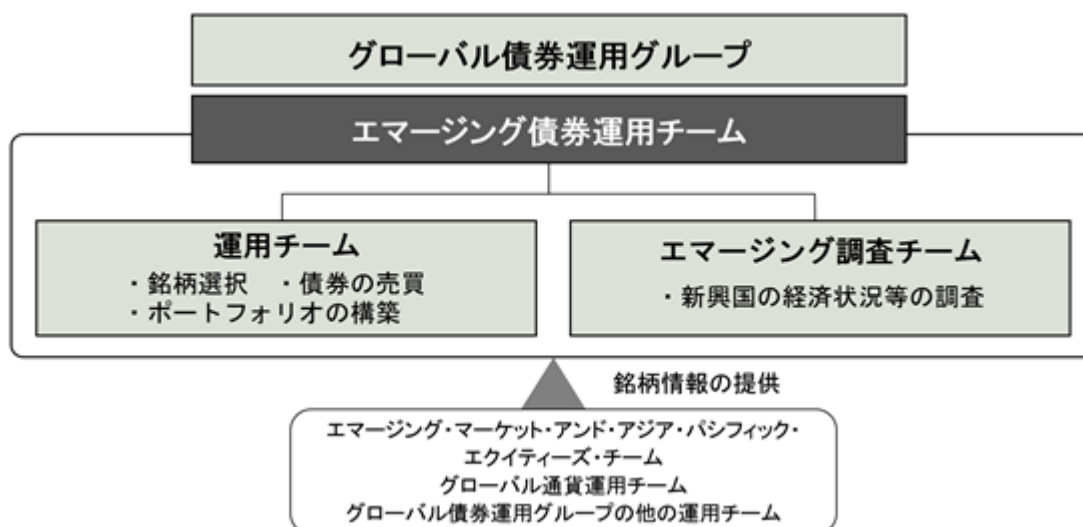 グローバル債券運用グループ
エマージング債券運用チーム
運用チーム
・銘柄選択　・債券の売買
・ポートフォリオの構築
エマージング調査チーム
・新興国の経済状況等の調査
銘柄情報の提供
エマージング・マーケット・アンド・アジア・パシフィック・
エクイティーズ・チーム
グローバル通貨運用チーム
グローバル債券運用グループの他の運用チーム